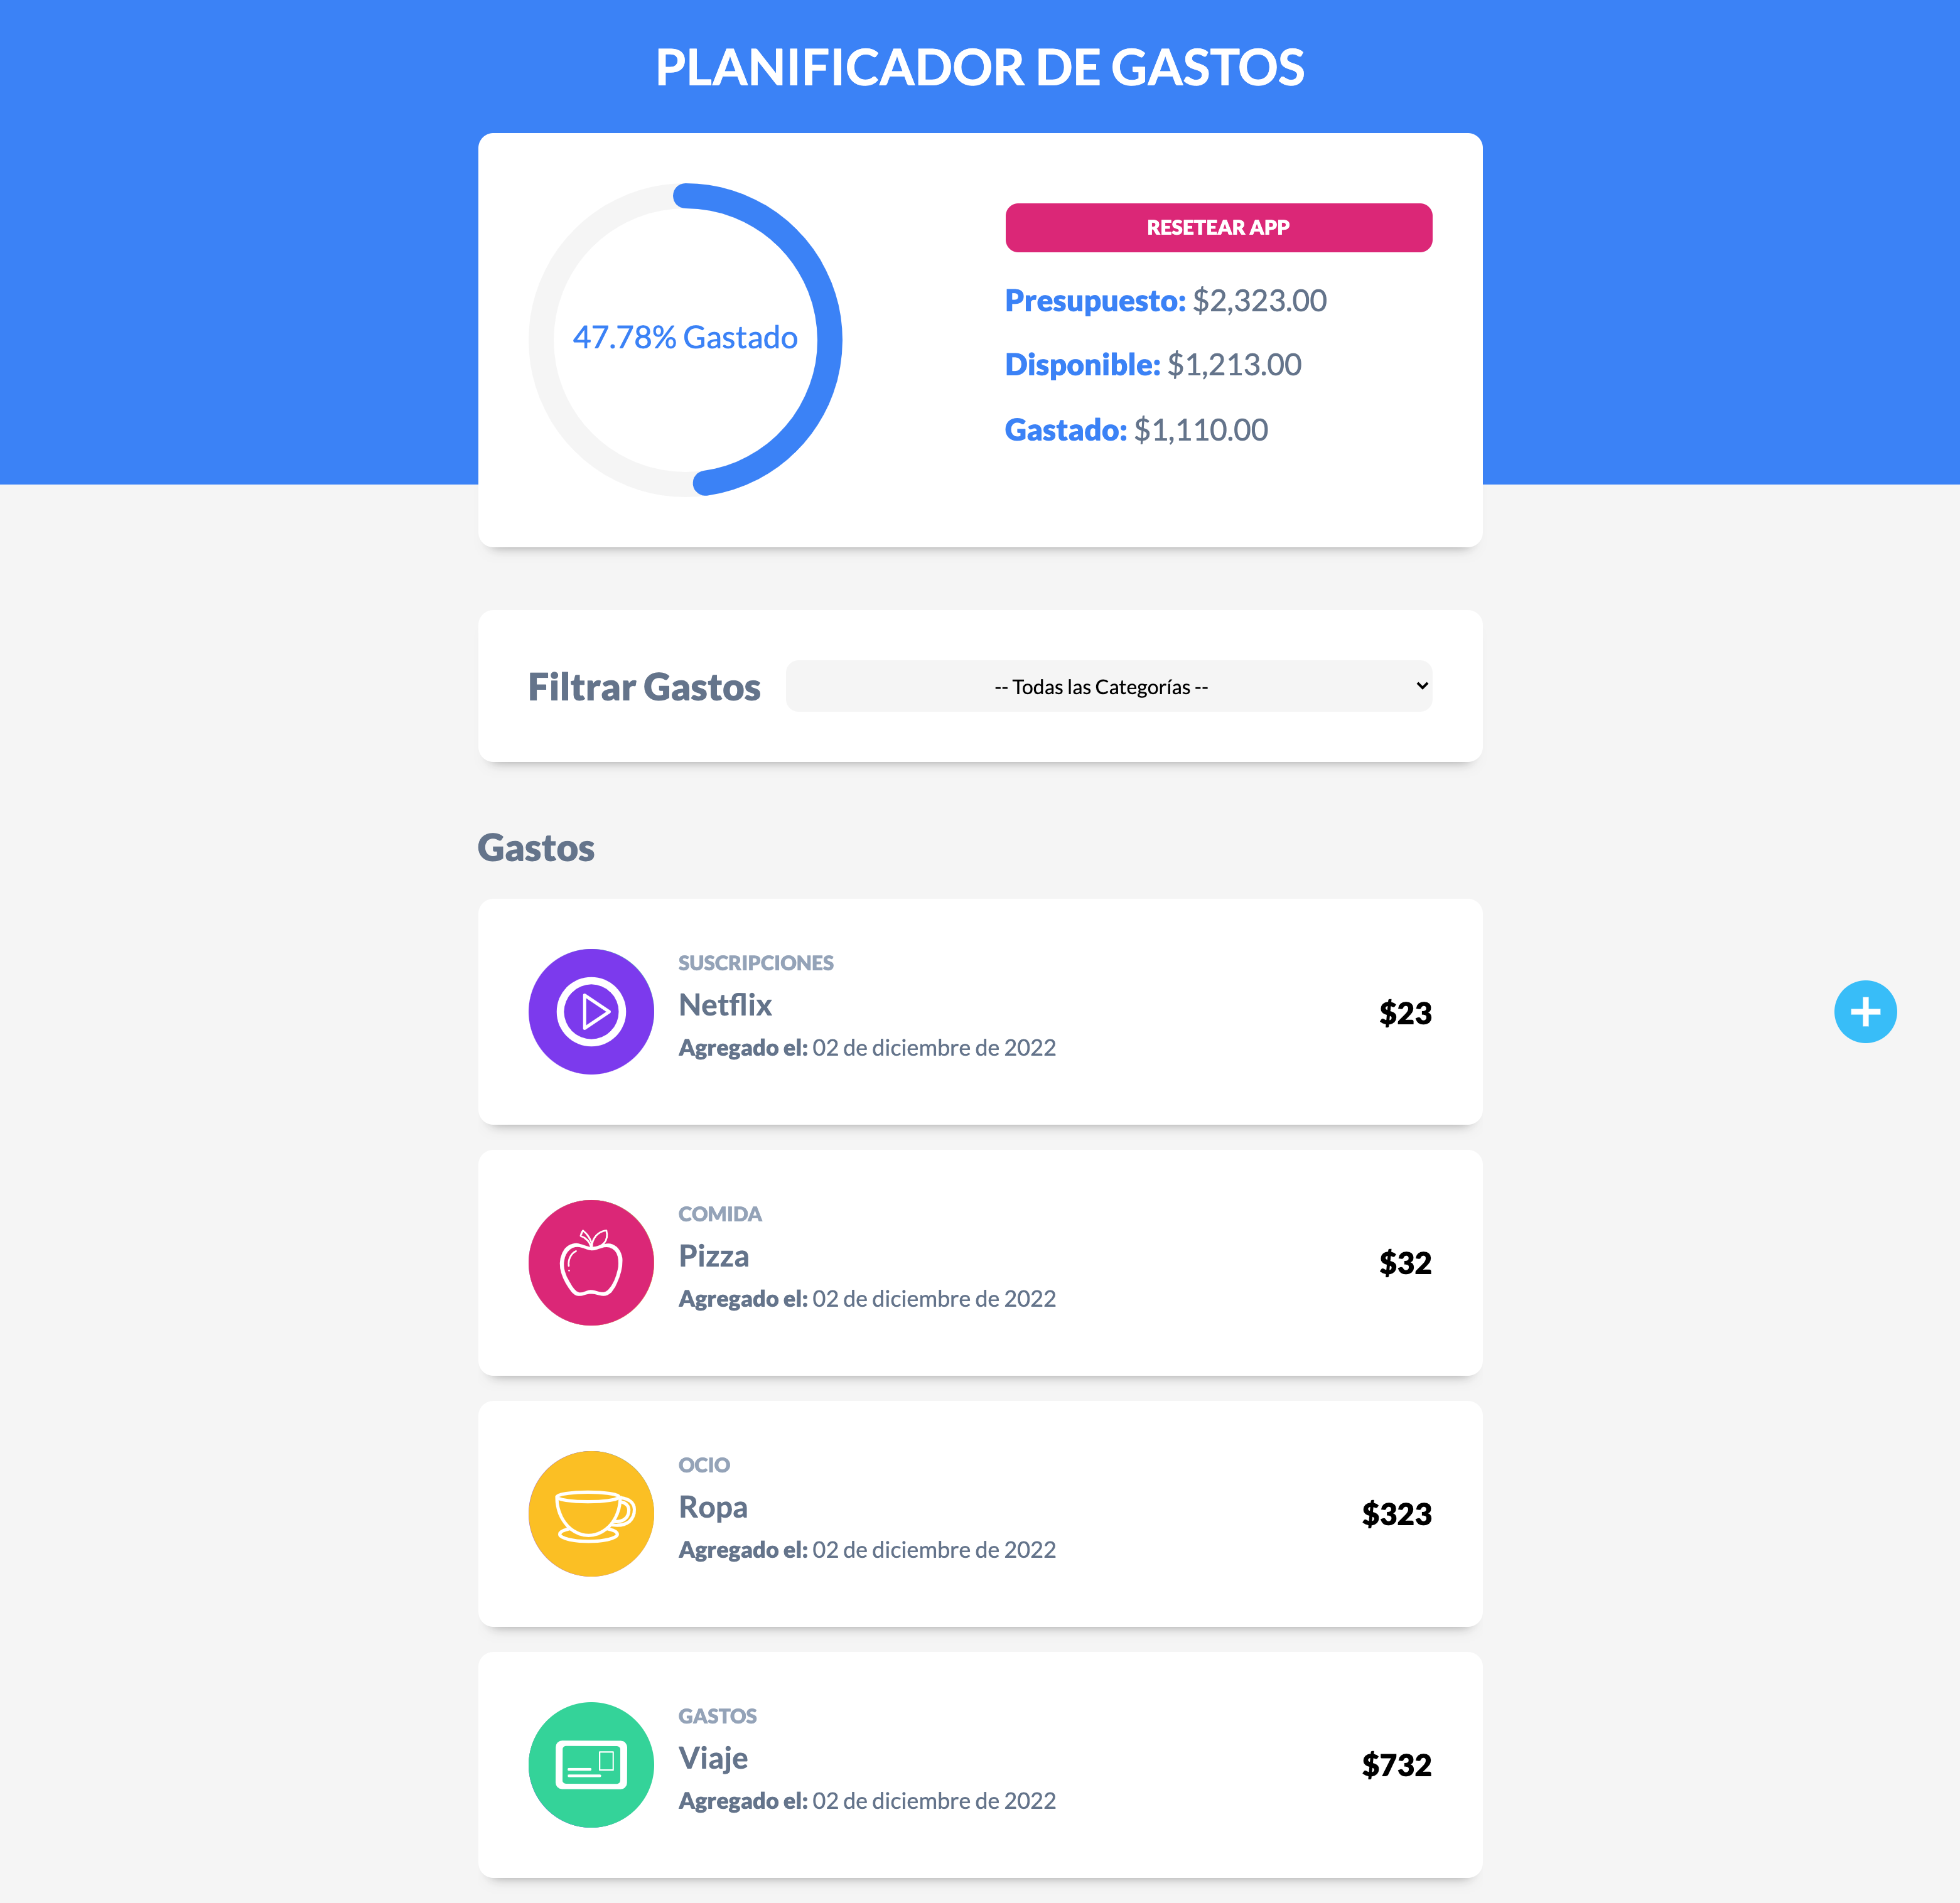 PLANIFICADOR DE GASTOS
47.78% Gastado
RESETEAR APP
Presupuesto: $2,323.00
Disponible: $1,213.00
Gastado: $1,110.00
Filtrar Gastos
-- Todas las Categorías --
Gastos
SUSCRIPCIONES
Netflix
Agregado el: 02 de diciembre de 2022
$23
COMIDA
Pizza
Agregado el: 02 de diciembre de 2022
$32
OCIO
Ropa
Agregado el: 02 de diciembre de 2022
$323
GASTOS
Viaje
Agregado el: 02 de diciembre de 2022
$732